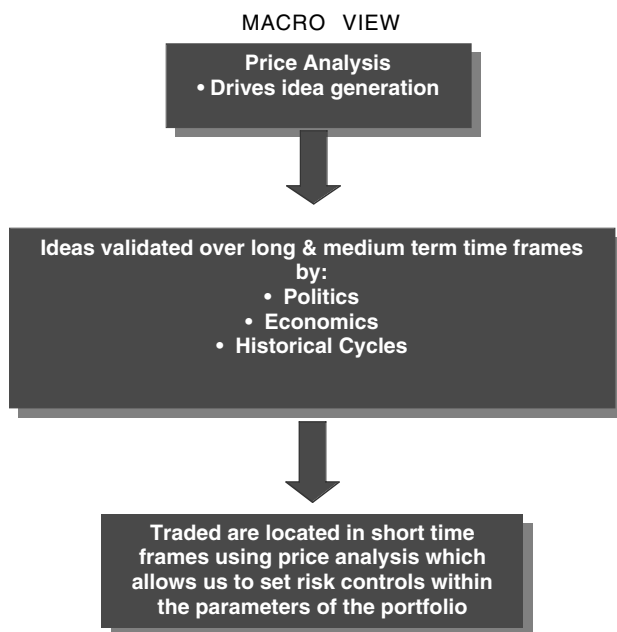 MACRO VIEW
Price Analysis
• Drives idea generation
Ideas validated over long & medium term time frames
by:
• Politics
• Economics
• Historical Cycles
Traded are located in short time
frames using price analysis which
allows us to set risk controls within
the parameters of the portfolio